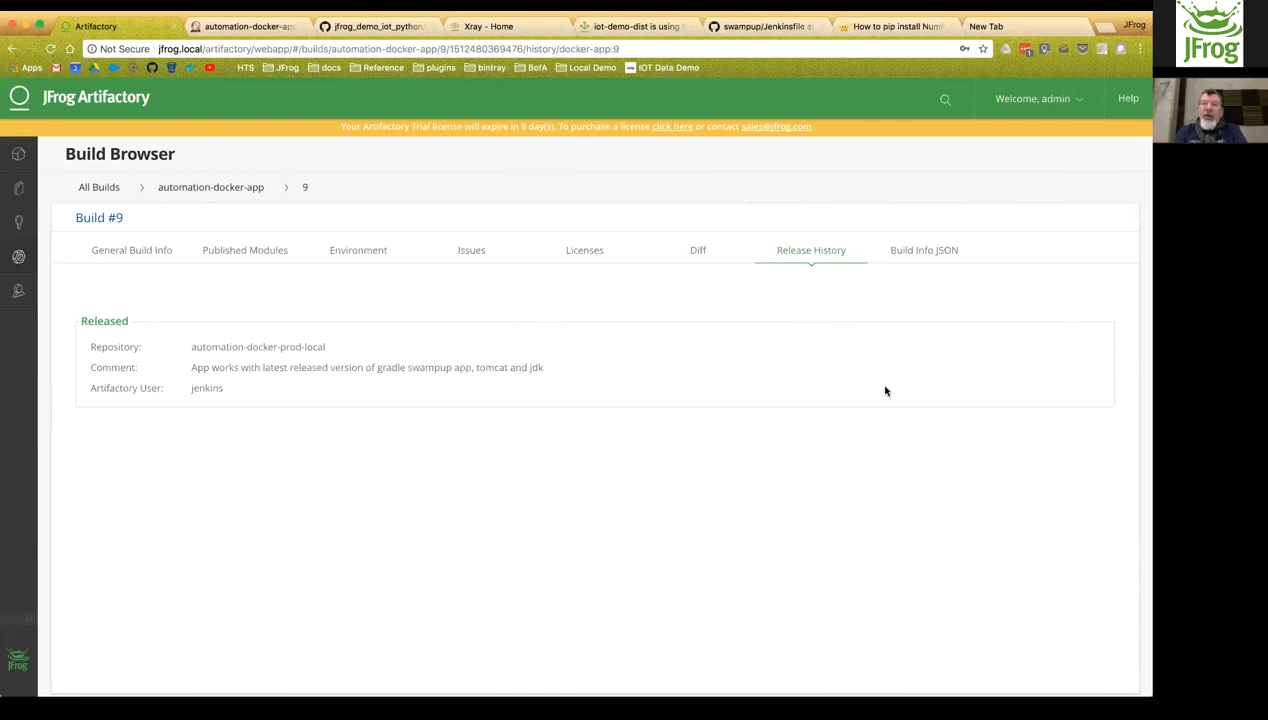 Artifactory
automation-docker-app
jfrog_demo_iot_python
Xray - Home
iot-demo-dist is using
swampup/Jenkinsfile
How to pip install Num
New Tab
JFrog
Not Secure
jfrog.local/artifactory/webapp/#/builds/automation-docker-app/9/1512480369476/history/docker-app:9
Apps
HTS
JFrog
docs
Reference
plugins
bintray
BofA
Local Demo
IOT Data Demo
JFrog Artifactory
Welcome, admin
Help
Your Artifactory Trial license will expire in 9 day(s). To purchase a license click here or contact sales@jfrog.com
Build Browser
All Builds
automation-docker-app
9
Build #9
General Build Info
Published Modules
Environment
Issues
Licenses
Diff
Release History
Build Info JSON
Released
Repository: automation-docker-prod-local
Comment: App works with latest released version of gradle swampup app, tomcat and jdk
Artifactory User: jenkins
JFrog
JFrog